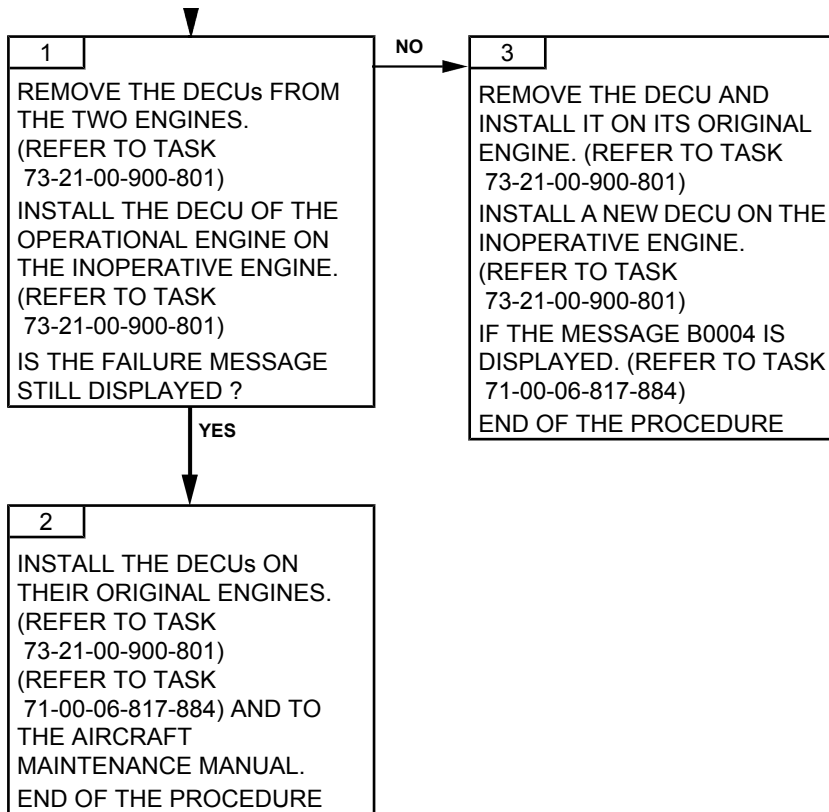 1
REMOVE THE DECUs FROM
THE TWO ENGINES.
(REFER TO TASK
73-21-00-900-801)
INSTALL THE DECU OF THE
OPERATIONAL ENGINE ON
THE INOPERATIVE ENGINE.
(REFER TO TASK
73-21-00-900-801)
IS THE FAILURE MESSAGE
STILL DISPLAYED ?
NO
3
REMOVE THE DECU AND
INSTALL IT ON ITS ORIGINAL
ENGINE. (REFER TO TASK
73-21-00-900-801)
INSTALL A NEW DECU ON THE
INOPERATIVE ENGINE.
(REFER TO TASK
73-21-00-900-801)
IF THE MESSAGE B0004 IS
DISPLAYED. (REFER TO TASK
71-00-06-817-884)
END OF THE PROCEDURE
YES
2
INSTALL THE DECUs ON
THEIR ORIGINAL ENGINES.
(REFER TO TASK
73-21-00-900-801)
(REFER TO TASK
71-00-06-817-884) AND TO
THE AIRCRAFT
MAINTENANCE MANUAL.
END OF THE PROCEDURE